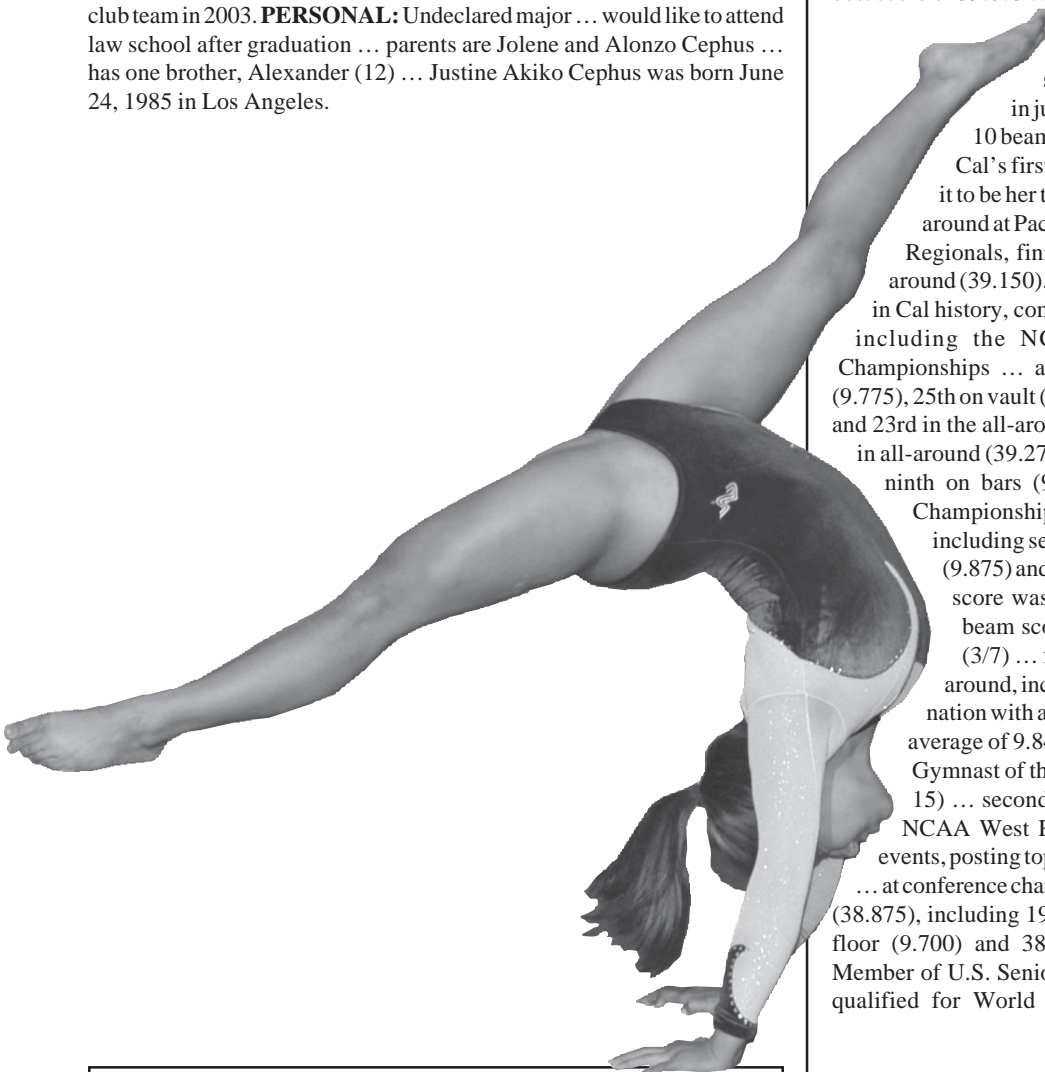 club team in 2003. PERSONAL: Undeclared major … would like to attend
law school after graduation … parents are Jolene and Alonzo Cephus …
has one brother, Alexander (12) … Justine Akiko Cephus was born June
24, 1985 in Los Angeles.
in ju
10 beam
Cal's firs
it to be her t
around at Pac
Regionals, fin
around (39.150).
in Cal history, con
including the NC
Championships … a
(9.775), 25th on vault (
and 23rd in the all-aro
in all-around (39.27
ninth on bars (9
Championship
including se
(9.875) and
score was
beam sco
(3/7) …
around, inc
nation with a
average of 9.84
Gymnast of th
15) … second
NCAA West R
events, posting top
… at conference cha
(38.875), including 19
floor (9.700) and 38
Member of U.S. Senio
qualified for World